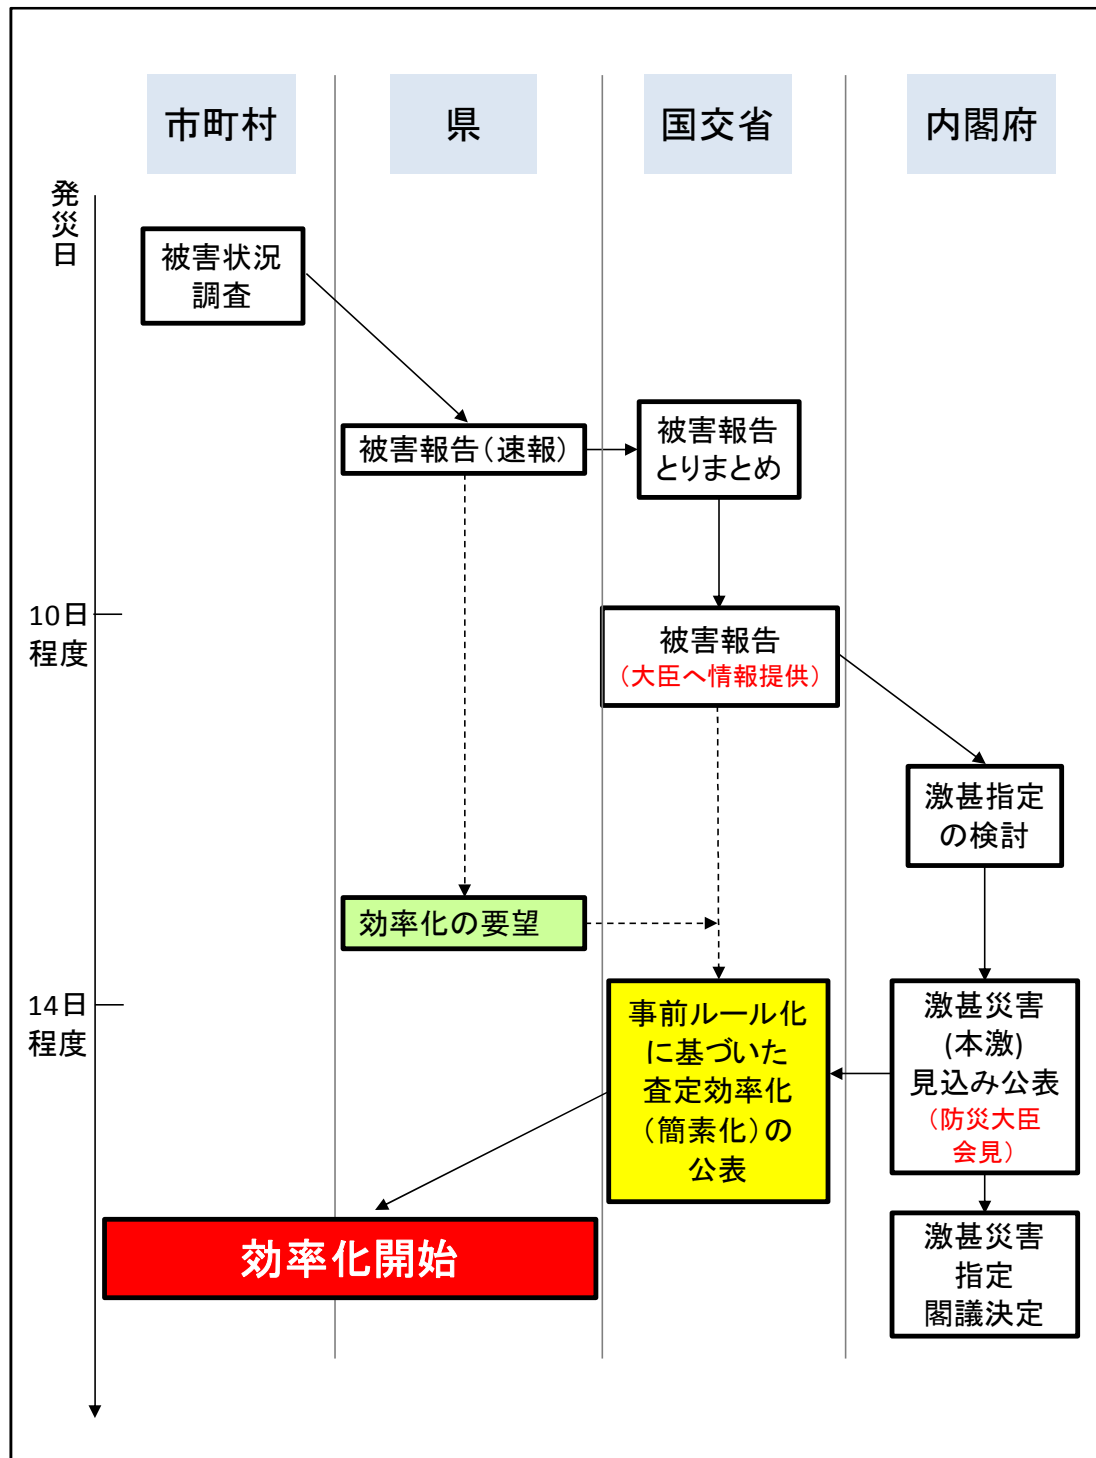 市町村
県
国交省
内閣府
発災日
被害状況
調査
被害報告(速報)
被害報告
とりまとめ
10日
程度
被害報告
(大臣へ情報提供)
激甚指定
の検討
効率化の要望
14日
程度
事前ルール化
に基づいた
査定効率化
(簡素化)の
公表
激甚災害
(本激)
見込み公表
(防災大臣
会見)
効率化開始
激甚災害
指定
閣議決定